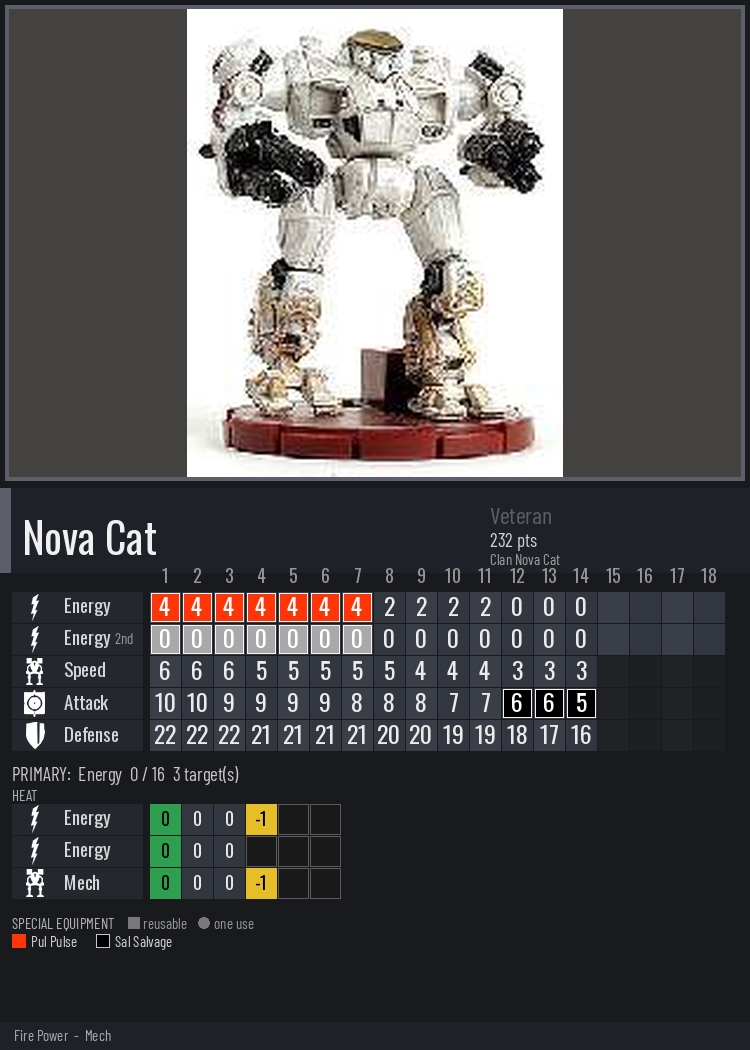 Nova Cat
Veteran
232 pts
Clan Nova Cat
1 2 3 4 5 6 7 8 9 10 11 12 13 14 15 16 17 18
Energy 4 4 4 4 4 4 4 2 2 2 2 0 0 0
Energy 2nd 0 0 0 0 0 0 0 0 0 0 0 0 0 0
Speed 6 6 6 5 5 5 5 5 4 4 4 3 3 3
Attack 10 10 9 9 9 9 8 8 8 7 7 6 6 5
Defense 22 22 22 21 21 21 21 20 20 19 19 18 17 16
PRIMARY: Energy 0 / 16 3 target(s)
HEAT
Energy 0 0 0 -1
Energy 0 0 0
Mech 0 0 0 -1
SPECIAL EQUIPMENT reusable one use
Pul Pulse Sal Salvage
Fire Power - Mech